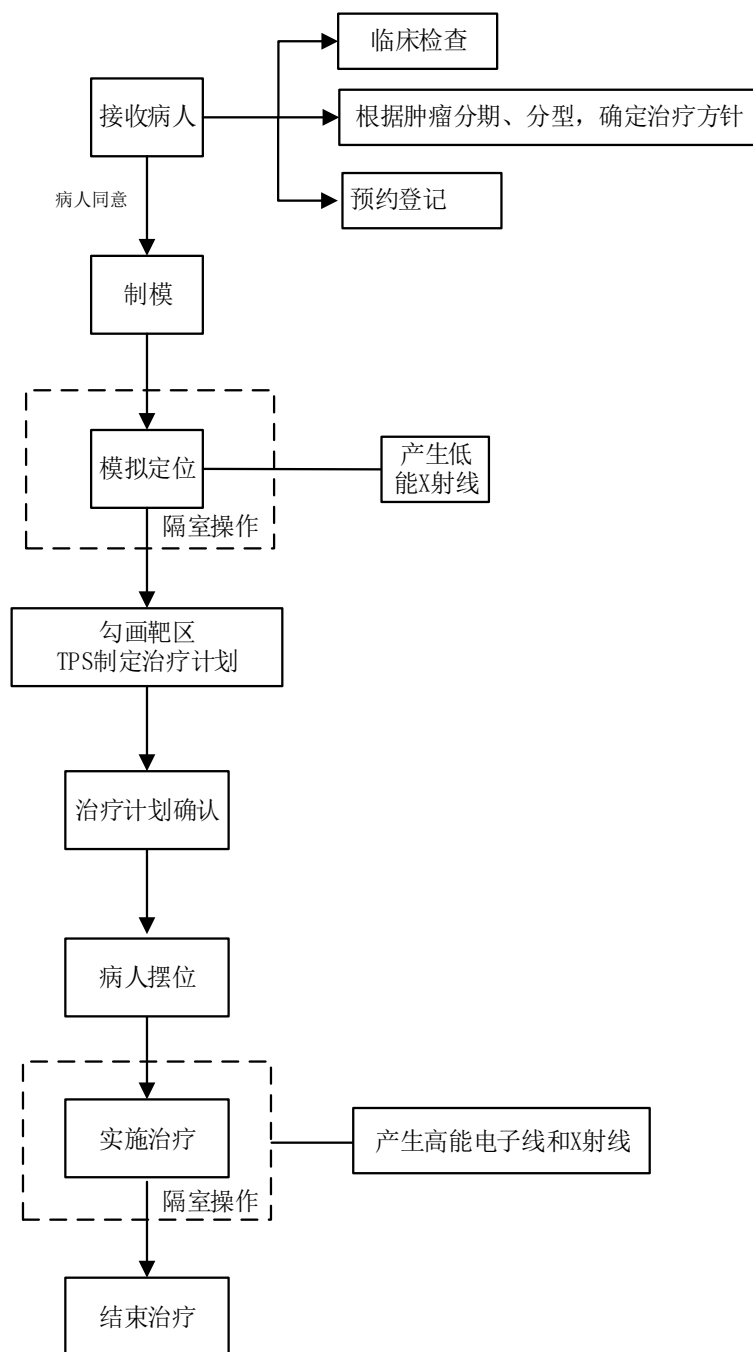 临床检查
接收病人
根据肿瘤分期、分型，确定治疗方针
预约登记
病人同意
制模
模拟定位
产生低
能X射线
隔室操作
勾画靶区
TPS制定治疗计划
治疗计划确认
病人摆位
实施治疗
产生高能电子线和X射线
隔室操作
结束治疗